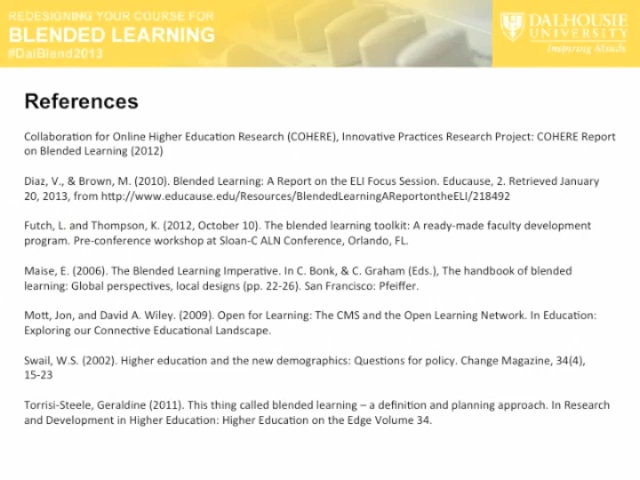 REDESIGNING YOUR COURSE FOR
BLENDED LEARNING
#DalBlend2013
DALHOUSIE
UNIVERSITY
Inspiring Minds
References
Collaboration for Online Higher Education Research (COHERE), Innovative Practices Research Project: COHERE Report
on Blended Learning (2012)
Diaz, V., & Brown, M. (2010). Blended Learning: A Report on the ELI Focus Session. Educause, 2. Retrieved January
20, 2013, from http://www.educause.edu/Resources/BlendedLearningAReportontheELI/218492
Futch, L. and Thompson, K. (2012, October 10). The blended learning toolkit: A ready-made faculty development
program. Pre-conference workshop at Sloan-C ALN Conference, Orlando, FL.
Maise, E. (2006). The Blended Learning Imperative. In C. Bonk, & C. Graham (Eds.), The handbook of blended
learning: Global perspectives, local designs (pp. 22-26). San Francisco: Pfeiffer.
Mott, Jon, and David A. Wiley. (2009). Open for Learning: The CMS and the Open Learning Network. In Education:
Exploring our Connective Educational Landscape.
Swail, W.S. (2002). Higher education and the new demographics: Questions for policy. Change Magazine, 34(4),
15-23
Torrisi-Steele, Geraldine (2011). This thing called blended learning – a definition and planning approach. In Research
and Development in Higher Education: Higher Education on the Edge Volume 34.